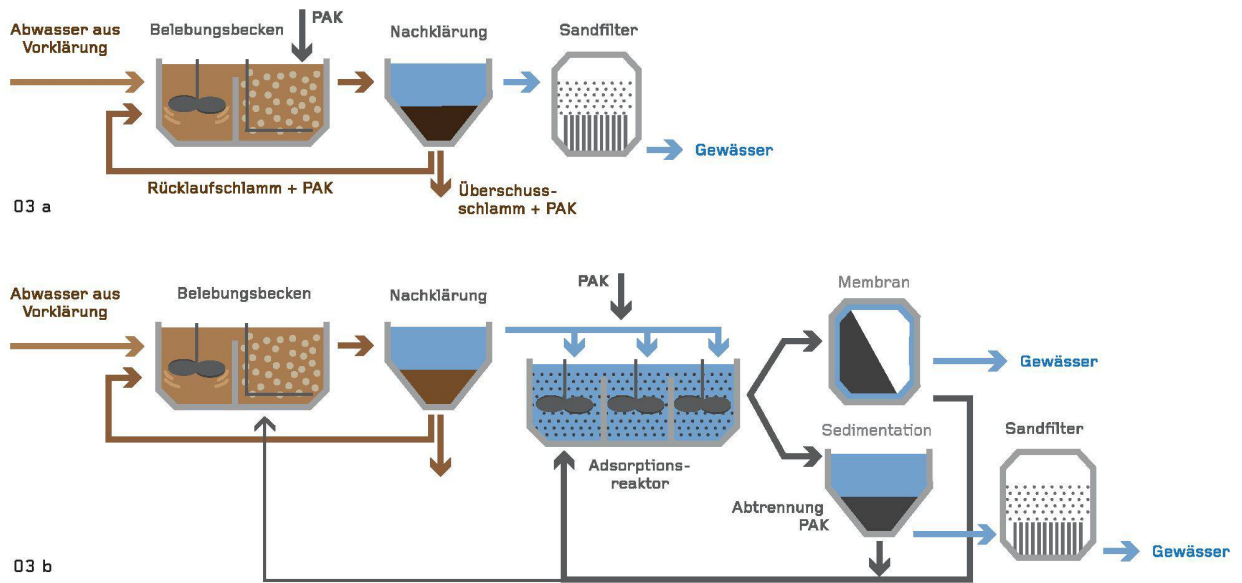 PAK
Abwasser aus
Vorklärung
Belebungsbecken
Nachklärung
Sandfilter
Gewässer
Rücklaufschlamm + PAK
Überschuss-
schlamm + PAK
03 a
PAK
Membran
Abwasser aus
Vorklärung
Belebungsbecken
Nachklärung
Gewässer
Sedimentation
Sandfilter
Adsorptions-
reaktor
Abtrennung
PAK
Gewässer
03 b